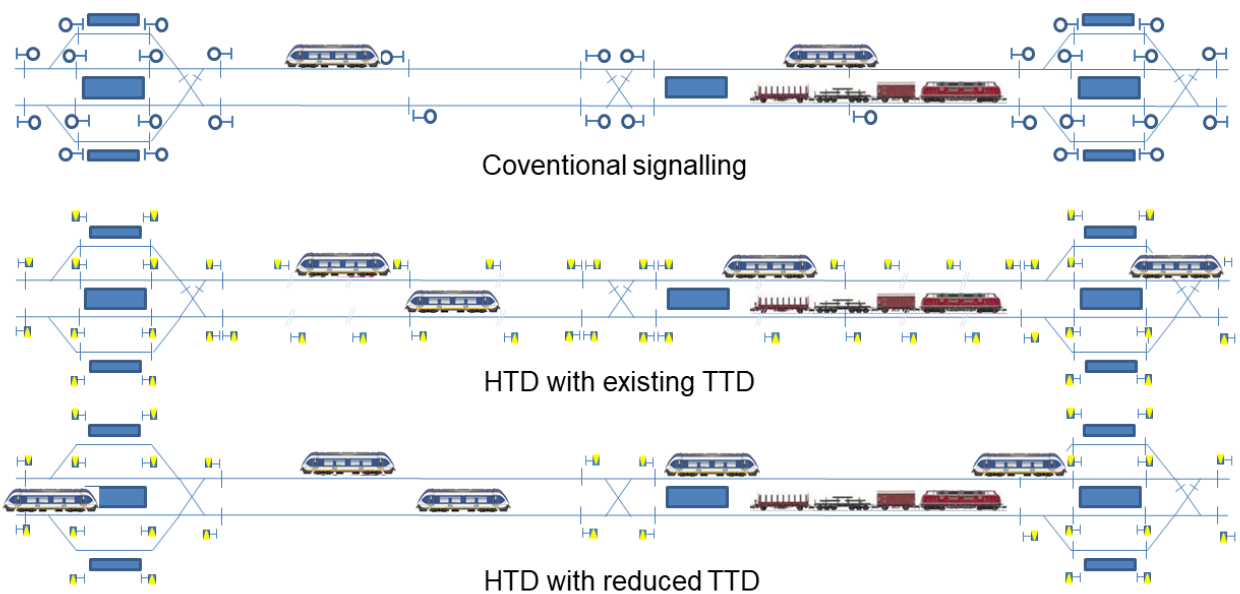 Coventional signalling
HTD with existing TTD
HTD with reduced TTD